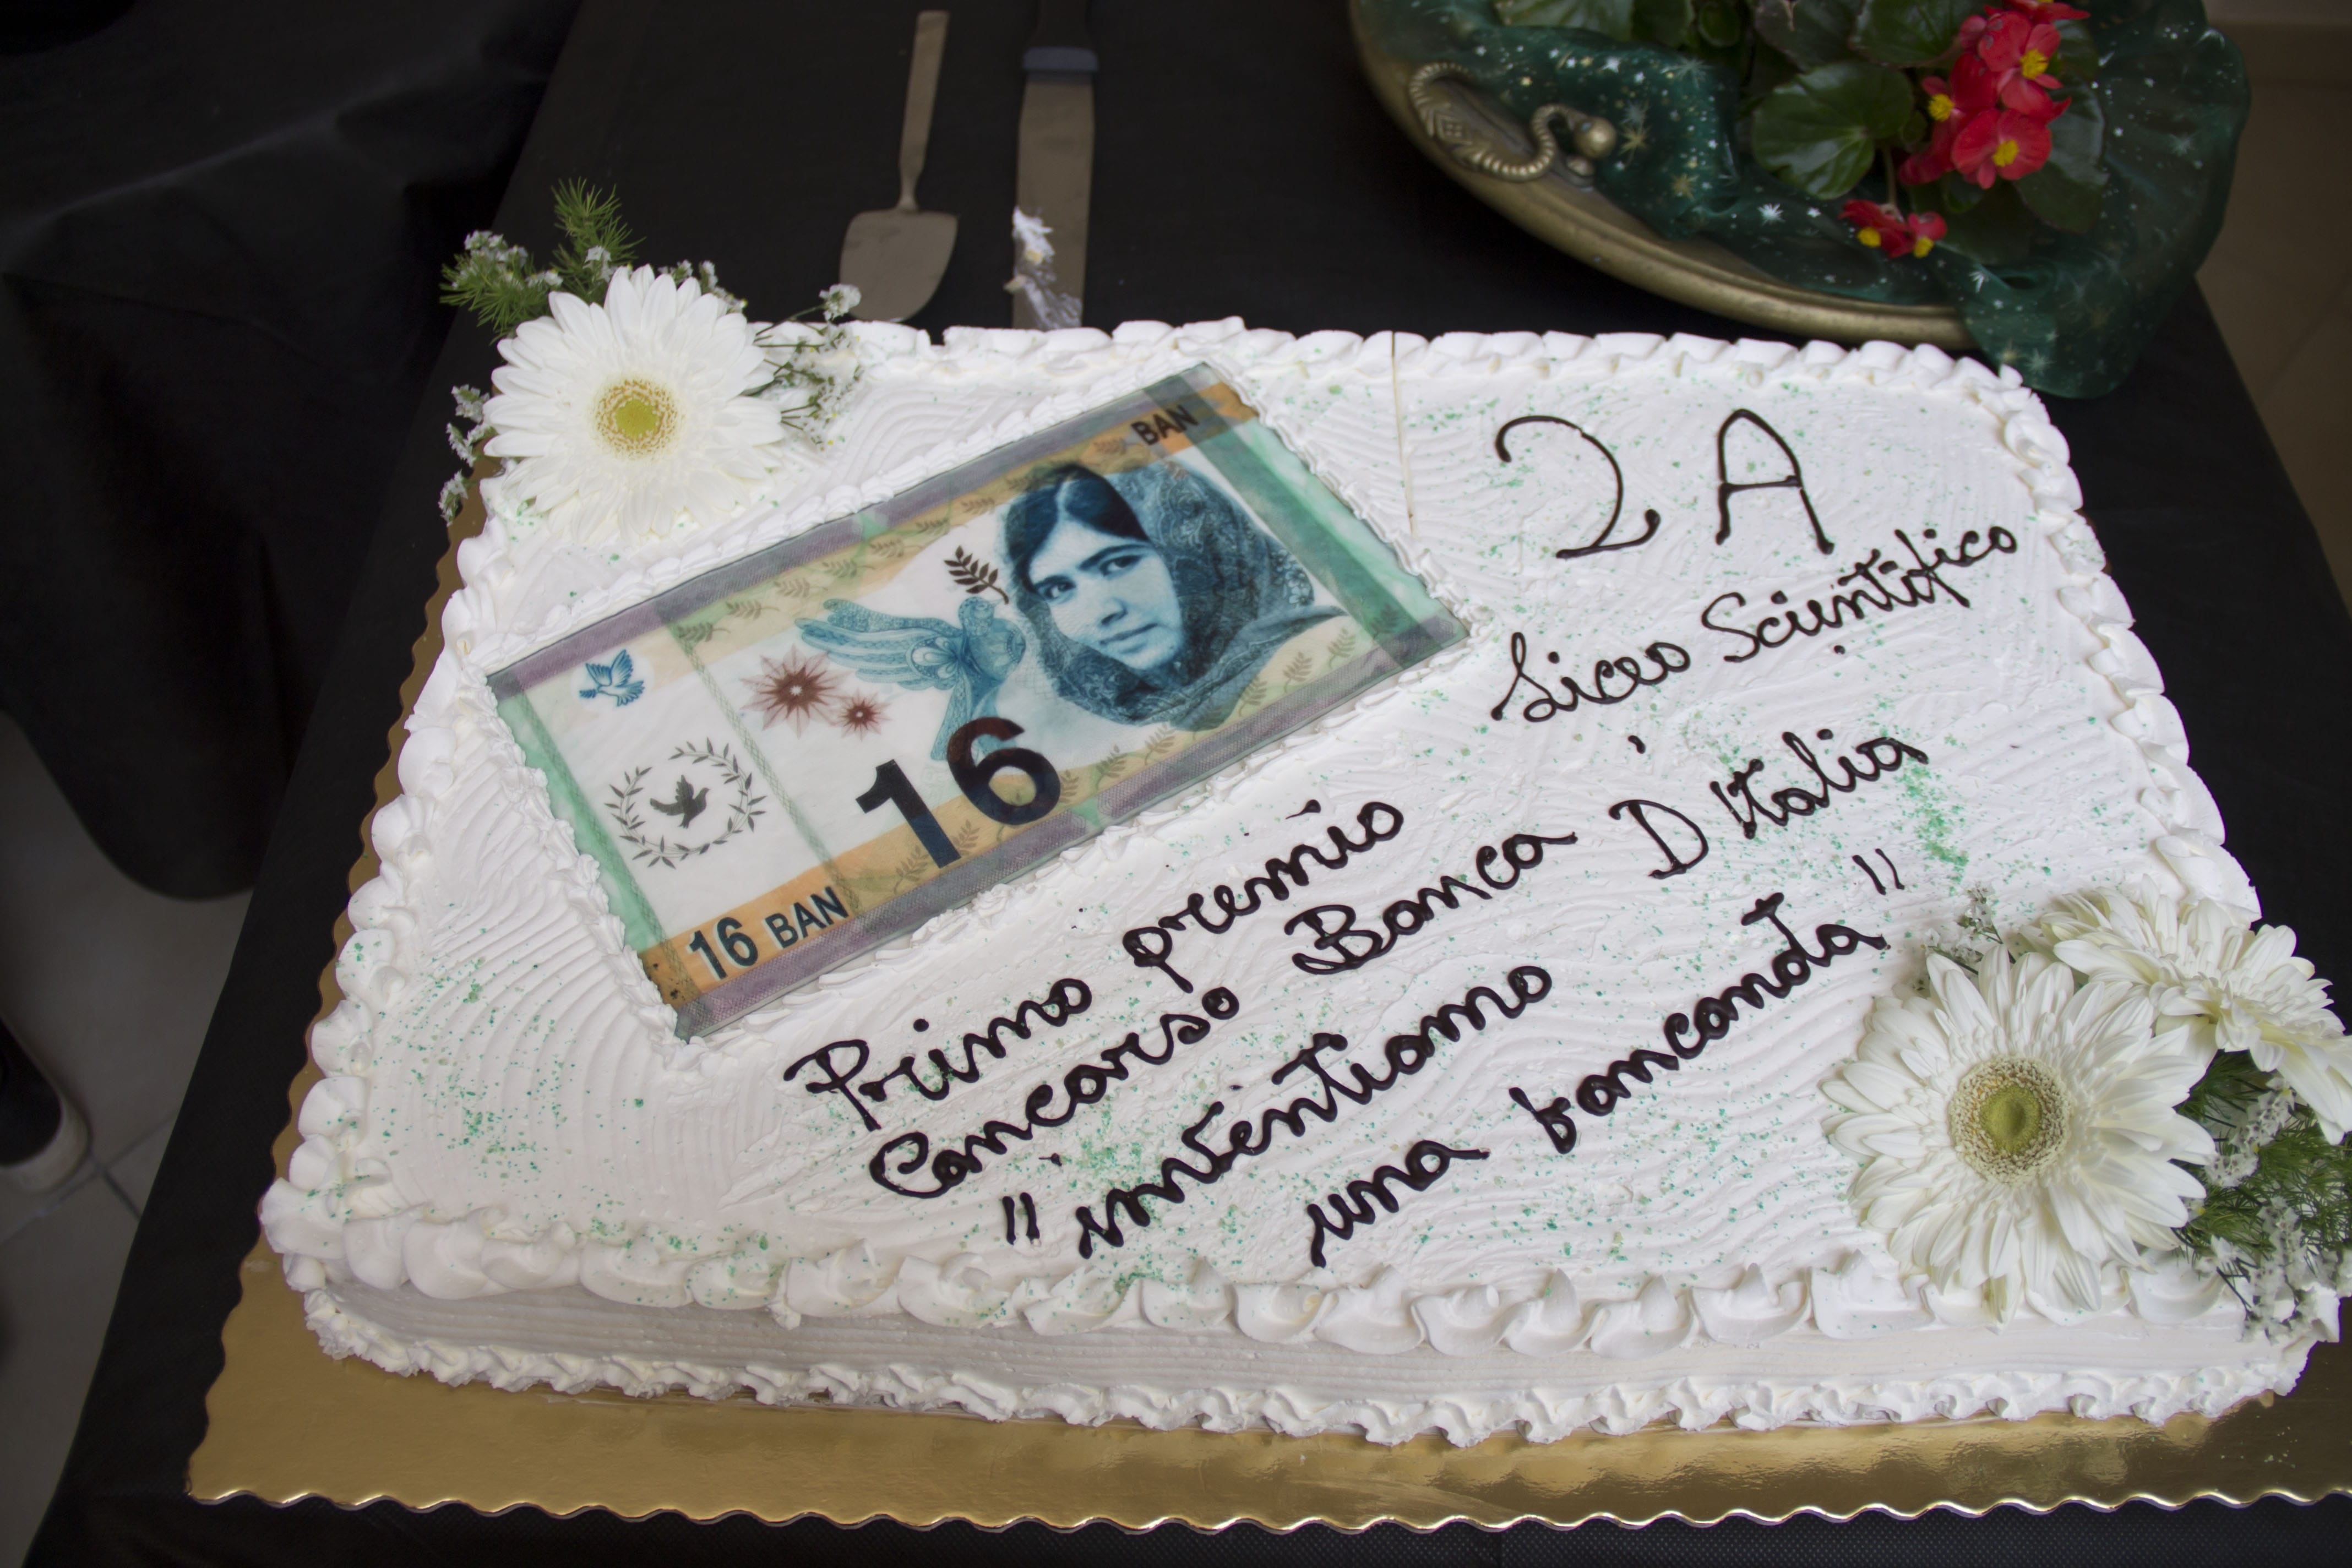 BAN
16
16 BAN
2A
Liceo Scientifico
Primo premio
Concorso Banca D Italia
"inventiamo
una banconota"